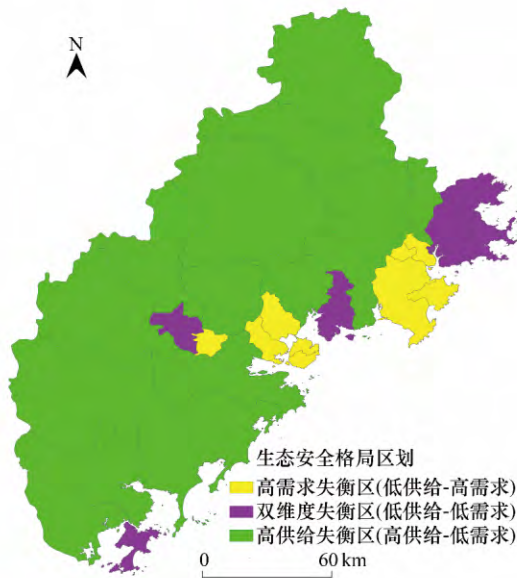 N
生态安全格局区划
高需求失衡区(低供给-高需求)
双维度失衡区(低供给-低需求)
高供给失衡区(高供给-低需求)
0 60 km